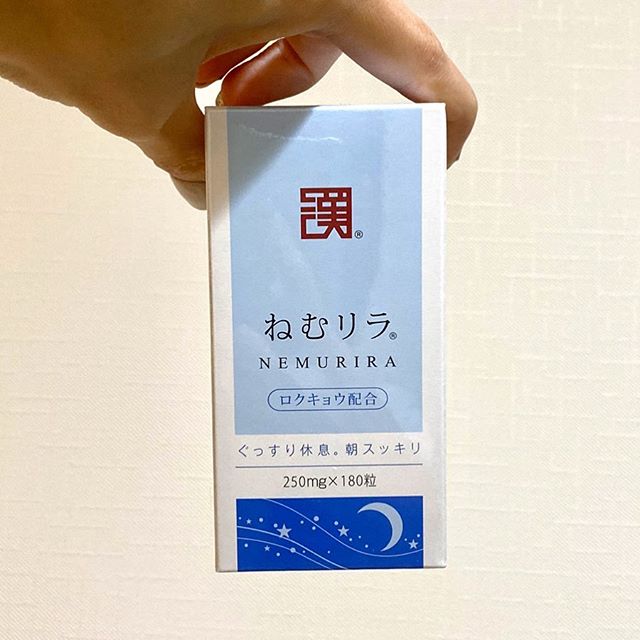 漢®
ねむリラ®
NEMURIRA
ロクキョウ配合
ぐっすり休息。朝スッキリ
250mg×180粒